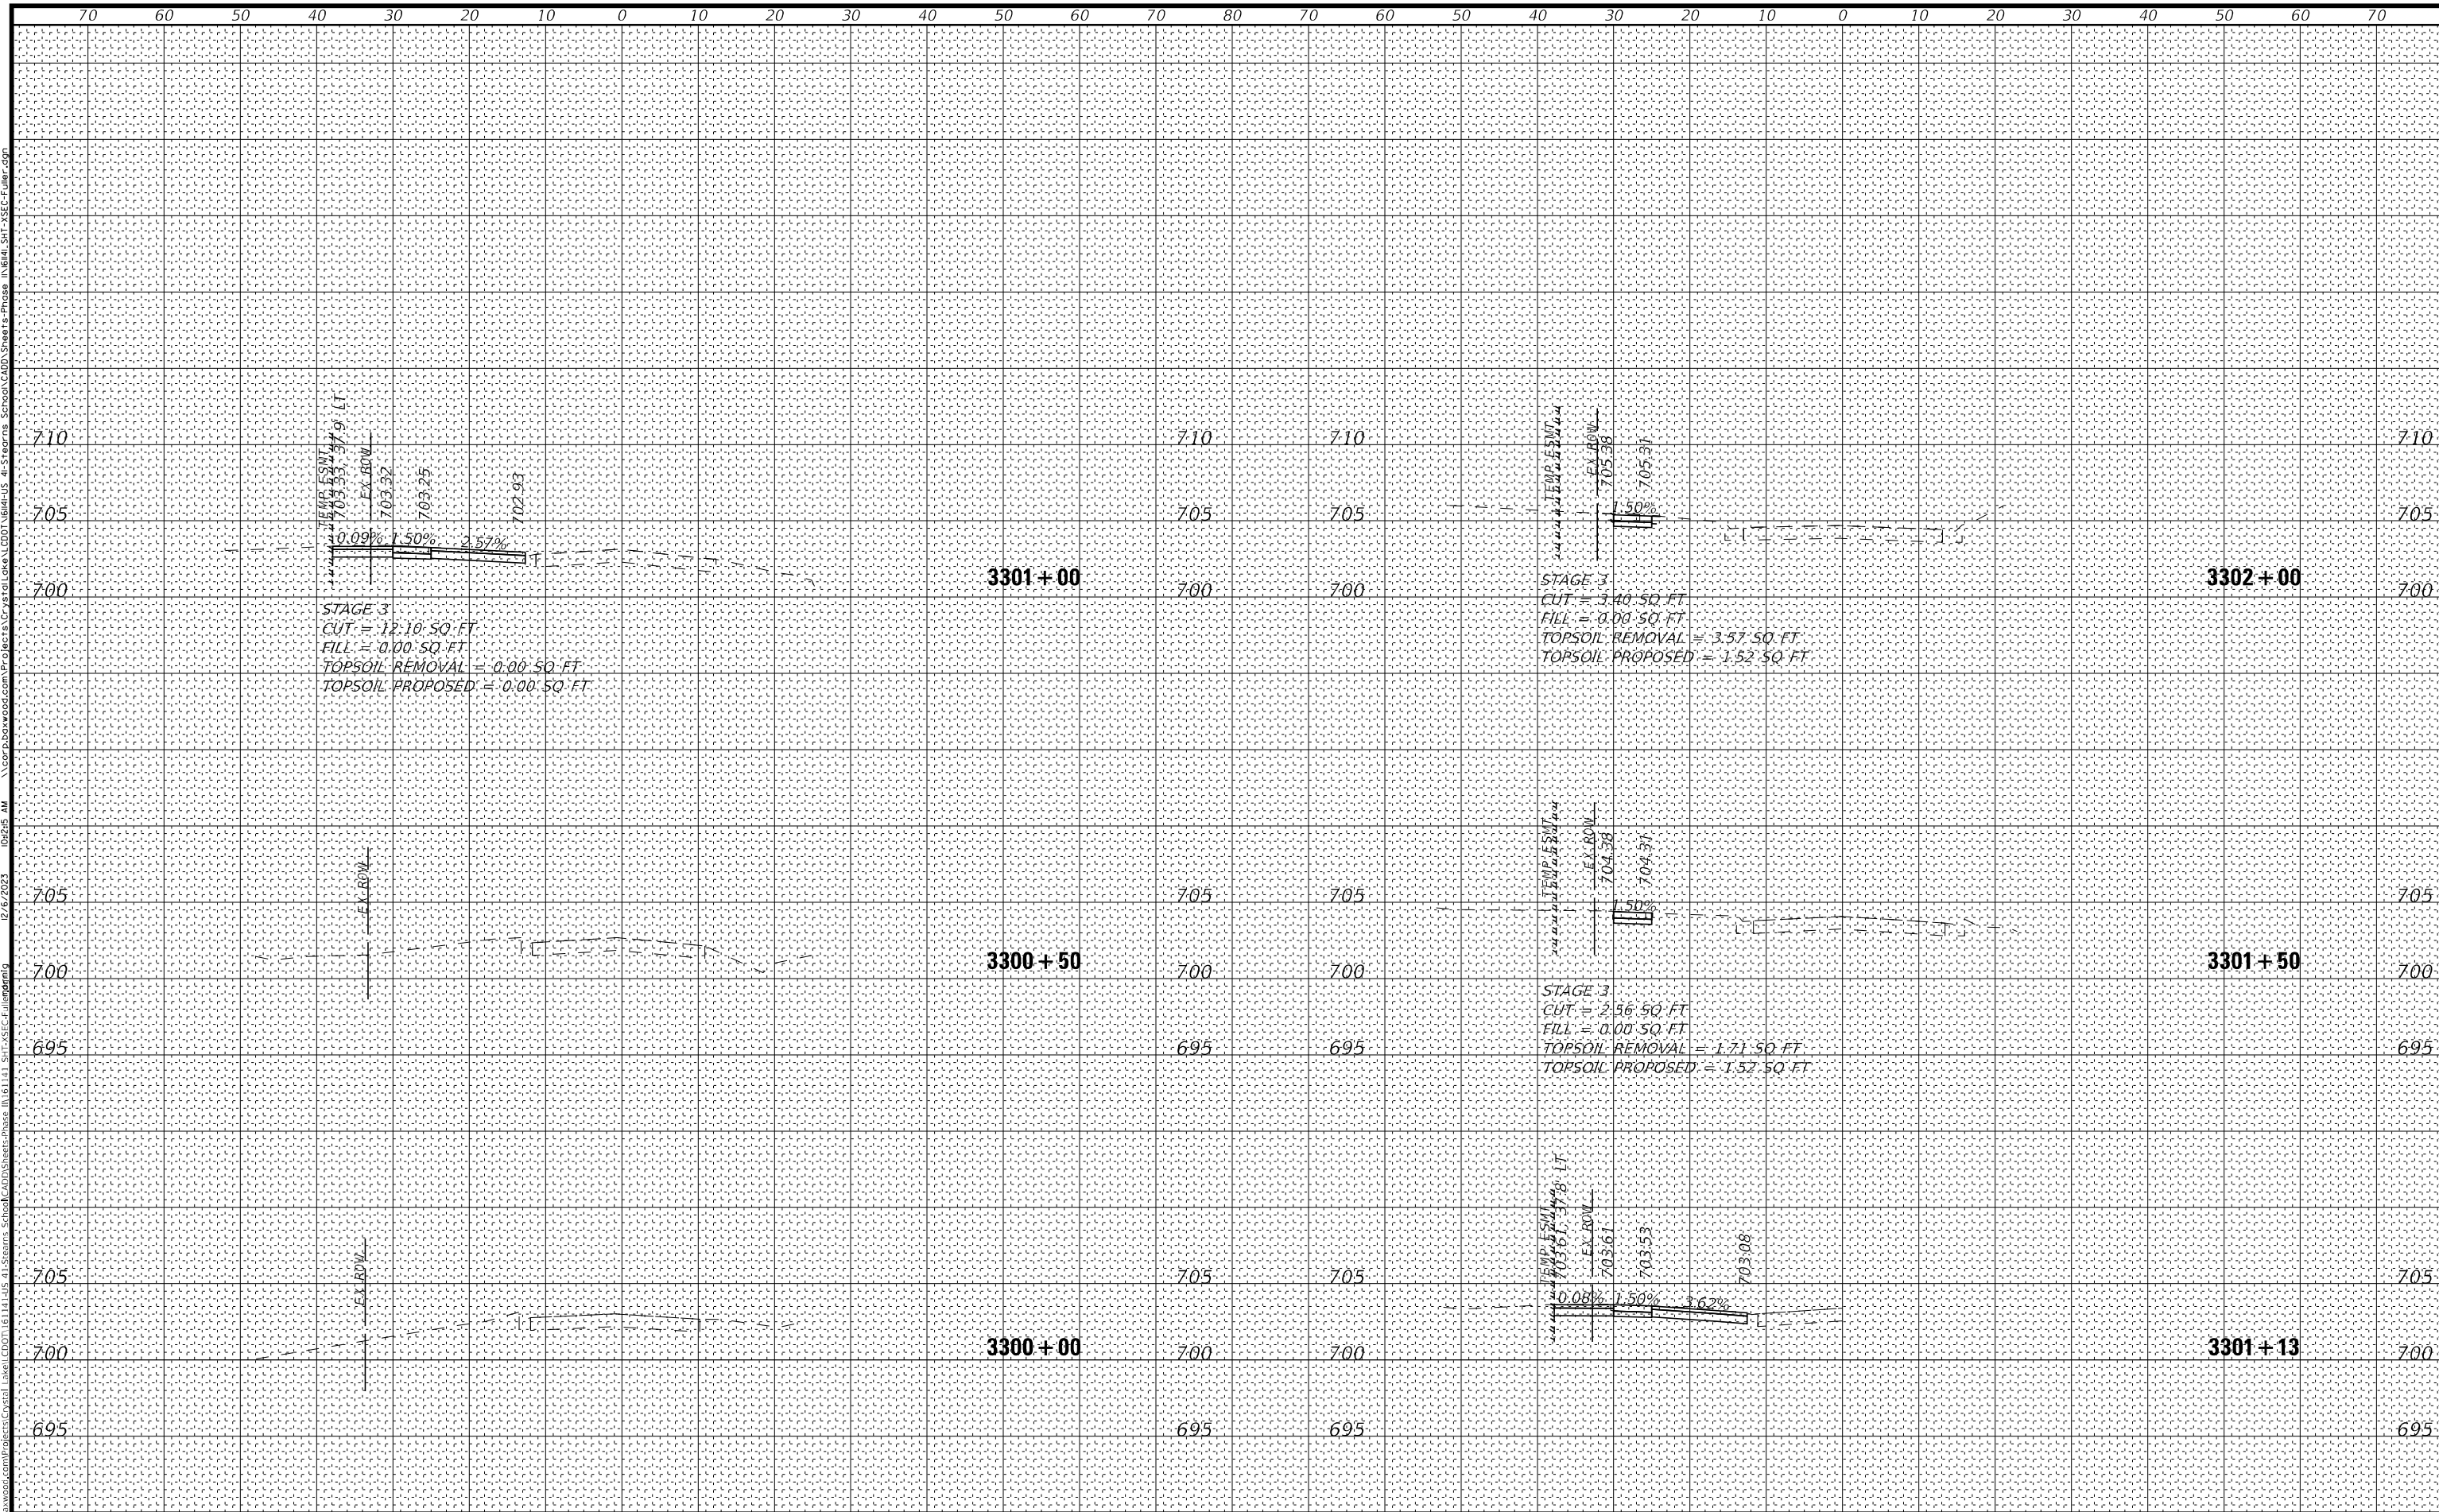 70 60 50 40 30 20 10 0 10 20 30 40 50 60 70 70 60 50 40 30 20 10 0 10 20 30 40 50 60 70
710 710
705 705
700 700
TEMP. ESMT.
703.33, 37.9' LT
EX ROW
703.32
703.25
702.93
0.09% 1.50% 2.57%
3301+00
STAGE 3
CUT = 12.10 SQ FT
FILL = 0.00 SQ FT
TOPSOIL REMOVAL = 0.00 SQ FT
TOPSOIL PROPOSED = 0.00 SQ FT
705 705
700 700
695 695
EX ROW
3300+50
705 705
700 700
695 695
EX ROW
3300+00
710 710
705 705
700 700
TEMP. ESMT.
EX ROW
705.38
705.31
1.50%
3302+00
STAGE 3
CUT = 3.40 SQ FT
FILL = 0.00 SQ FT
TOPSOIL REMOVAL = 3.57 SQ FT
TOPSOIL PROPOSED = 1.52 SQ FT
705 705
700 700
695 695
TEMP. ESMT.
EX ROW
704.38
704.31
1.50%
3301+50
STAGE 3
CUT = 2.56 SQ FT
FILL = 0.00 SQ FT
TOPSOIL REMOVAL = 1.71 SQ FT
TOPSOIL PROPOSED = 1.52 SQ FT
705 705
700 700
695 695
TEMP. ESMT.
703.61, 37.8' LT
EX ROW
703.61
703.53
703.08
0.08% 1.50% 3.62%
3301+13
12/6/2023